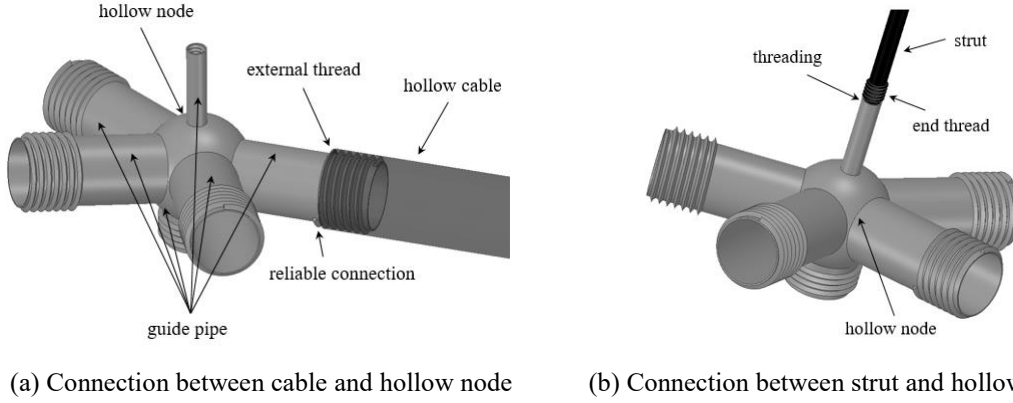 hollow node
external thread
hollow cable
reliable connection
guide pipe
strut
threading
end thread
hollow node
(a) Connection between cable and hollow node
(b) Connection between strut and hollow